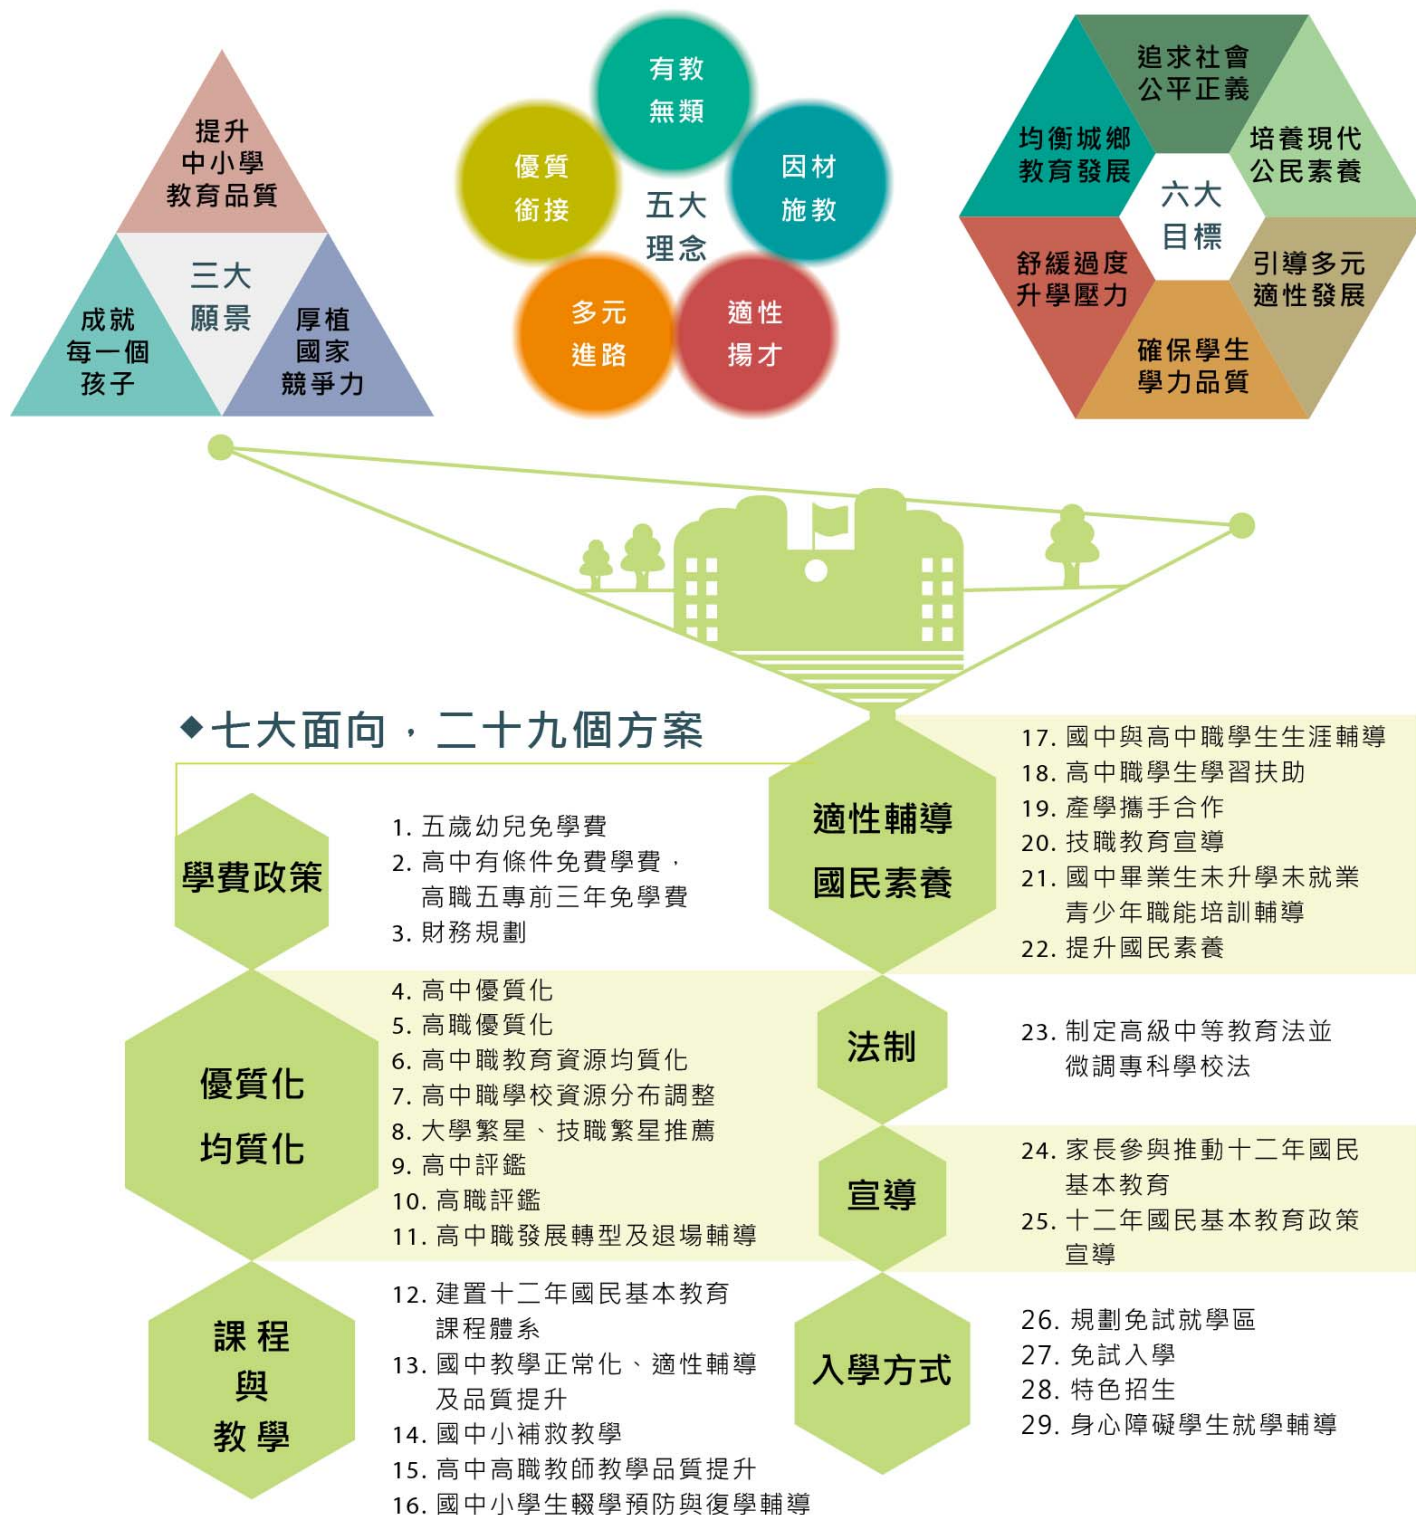 提升
中小學
教育品質
三大
願景
成就
每一個
孩子
厚植
國家
競爭力
有教
無類
優質
銜接
因材
施教
五大
理念
多元
進路
適性
揚才
追求社會
公平正義
均衡城鄉
教育發展
培養現代
公民素養
六大
目標
舒緩過度
升學壓力
引導多元
適性發展
確保學生
學力品質
◆七大面向，二十九個方案
學費政策
1. 五歲幼兒免學費
2. 高中有條件免費學費，
高職五專前三年免學費
3. 財務規劃
優質化
均質化
4. 高中優質化
5. 高職優質化
6. 高中職教育資源均質化
7. 高中職學校資源分布調整
8. 大學繁星、技職繁星推薦
9. 高中評鑑
10. 高職評鑑
11. 高中職發展轉型及退場輔導
課程
與
教學
12. 建置十二年國民基本教育
課程體系
13. 國中教學正常化、適性輔導
及品質提升
14. 國中小補救教學
15. 高中高職教師教學品質提升
16. 國中小學生輟學預防與復學輔導
適性輔導
國民素養
17. 國中與高中職學生生涯輔導
18. 高中職學生學習扶助
19. 產學攜手合作
20. 技職教育宣導
21. 國中畢業生未升學未就業
青少年職能培訓輔導
22. 提升國民素養
法制
23. 制定高級中等教育法並
微調專科學校法
宣導
24. 家長參與推動十二年國民
基本教育
25. 十二年國民基本教育政策
宣導
入學方式
26. 規劃免試就學區
27. 免試入學
28. 特色招生
29. 身心障礙學生就學輔導